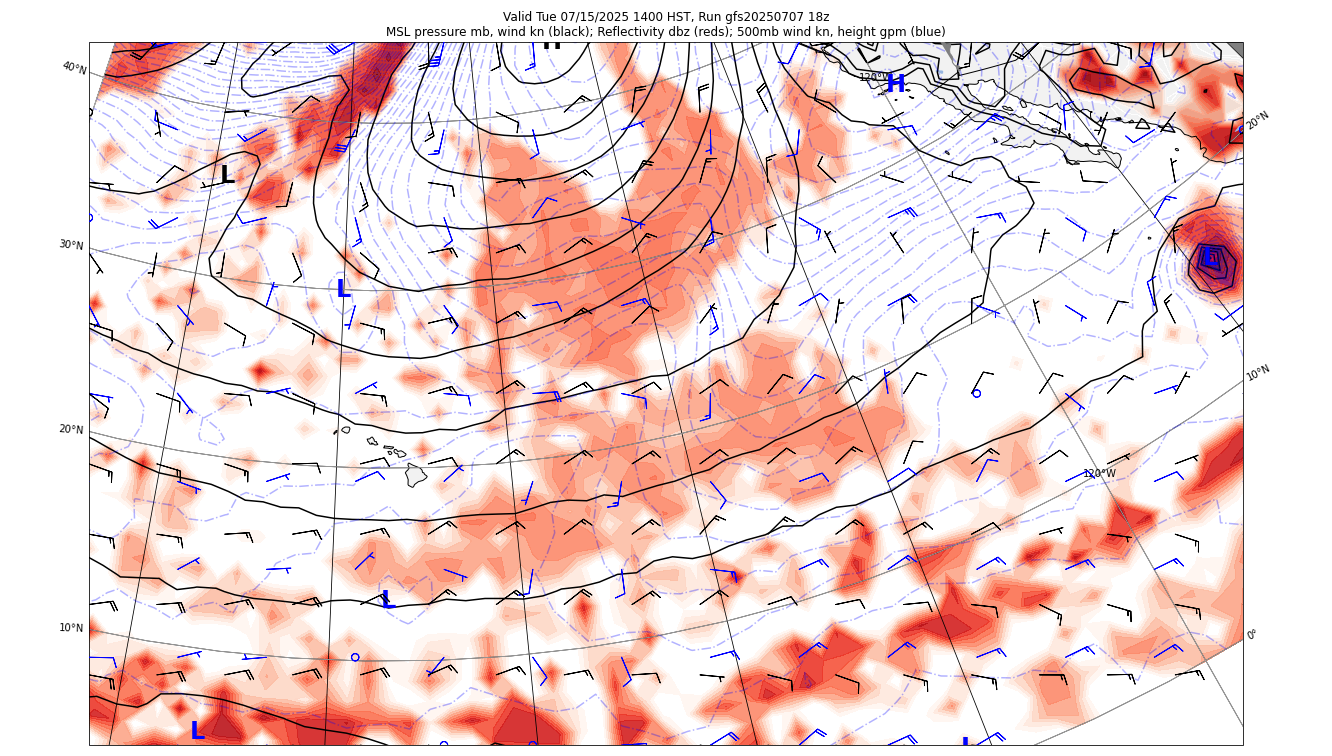 Valid Tue 07/15/2025 1400 HST, Run gfs20250707 18z
MSL pressure mb, wind kn (black); Reflectivity dbz (reds); 500mb wind kn, height gpm (blue)
H
40°N
120°W
H
20°N
L
30°N
L
L
10°N
20°N
120°W
L
10°N
0°
L
L